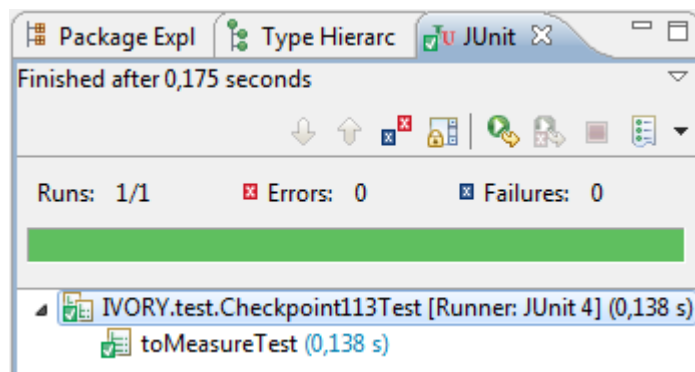 Package Expl Type Hierarc JUnit
Finished after 0,175 seconds
Runs: 1/1 Errors: 0 Failures: 0
IVORY.test.Checkpoint113Test [Runner: JUnit 4] (0,138 s)
toMeasureTest (0,138 s)